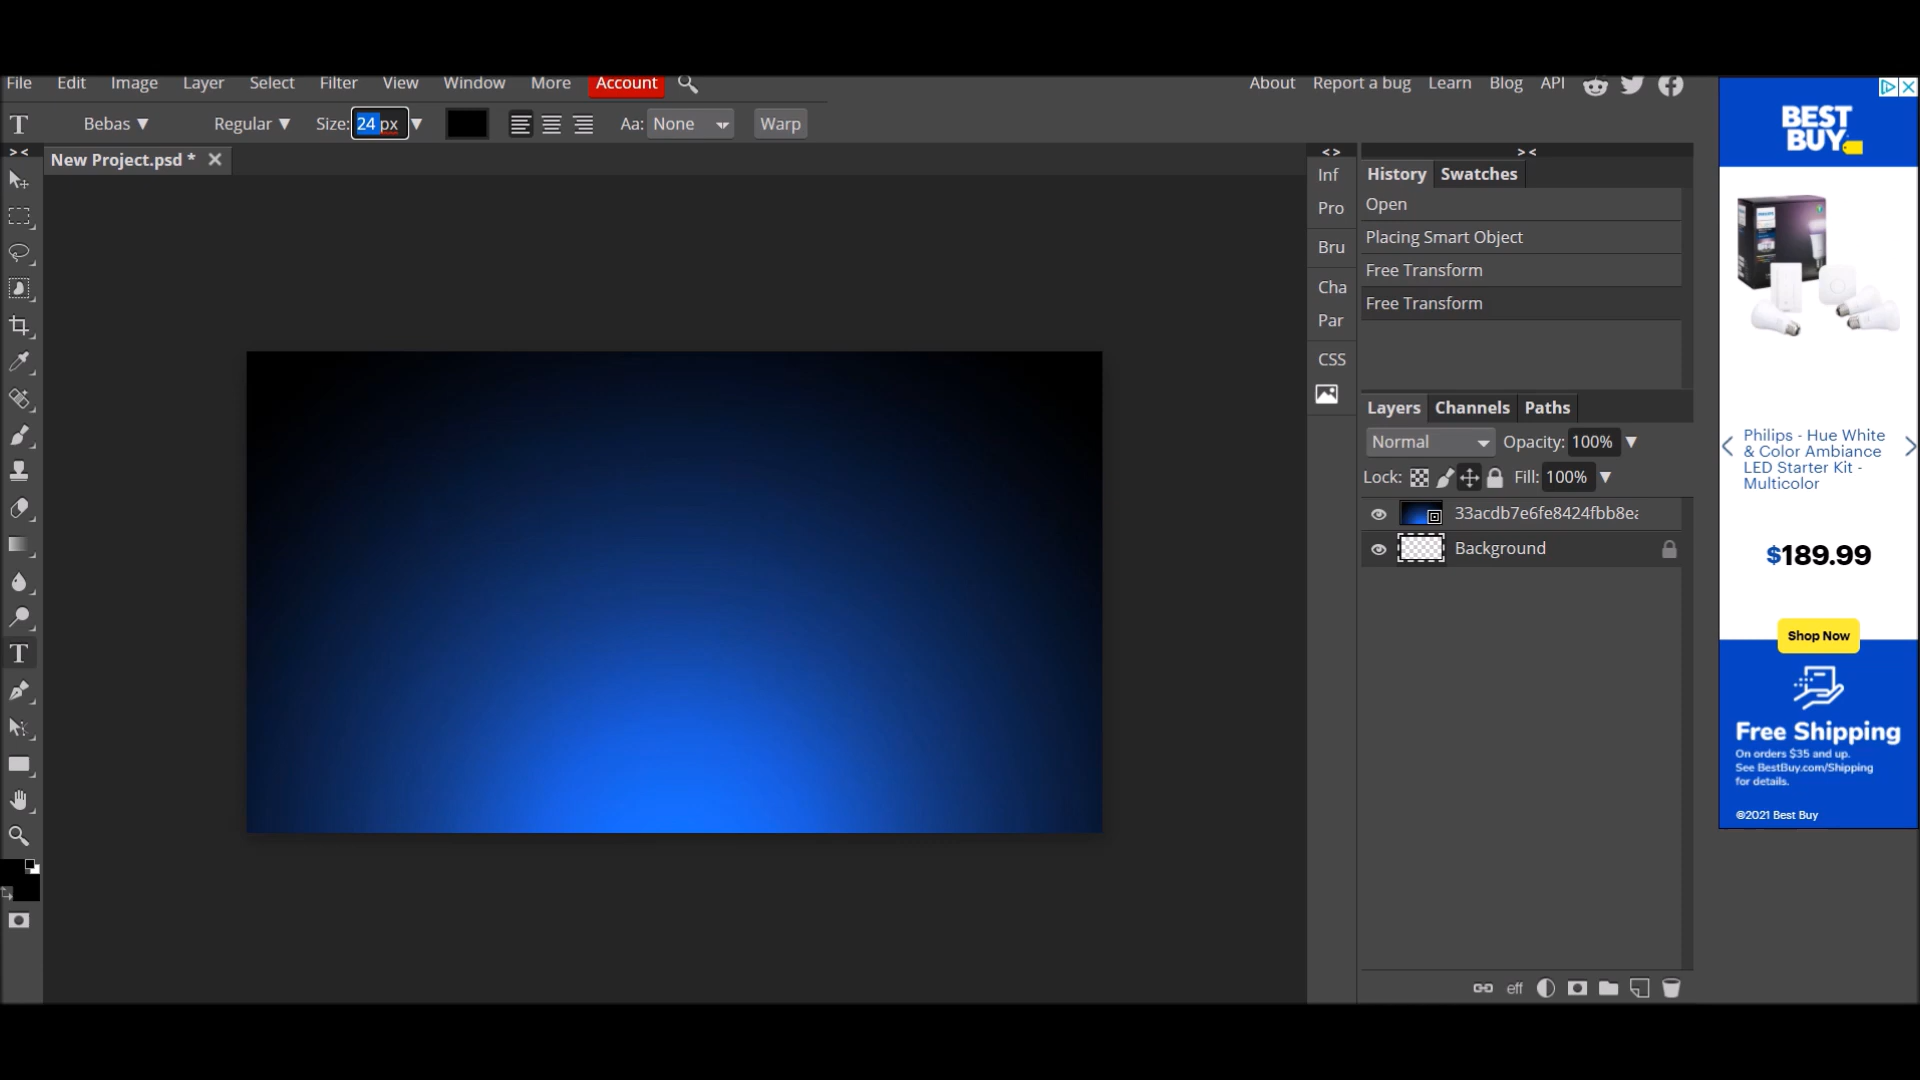 File Edit Image Layer Select Filter View Window More Account About Report a bug Learn Blog API
Bebas ▼ Regular ▼ Size: 24 px ▼ Aa: None Warp
New Project.psd *
Inf
Pro
Bru
Cha
Par
CSS
History Swatches
Open
Placing Smart Object
Free Transform
Free Transform
Layers Channels Paths
Normal Opacity: 100% ▼
Lock: Fill: 100% ▼
33acdb7e6fe8424fbb8ea
Background
eff
BEST
BUY
Philips - Hue White
& Color Ambiance
LED Starter Kit -
Multicolor
$189.99
Shop Now
Free Shipping
On orders $35 and up.
See BestBuy.com/Shipping
for details.
©2021 Best Buy